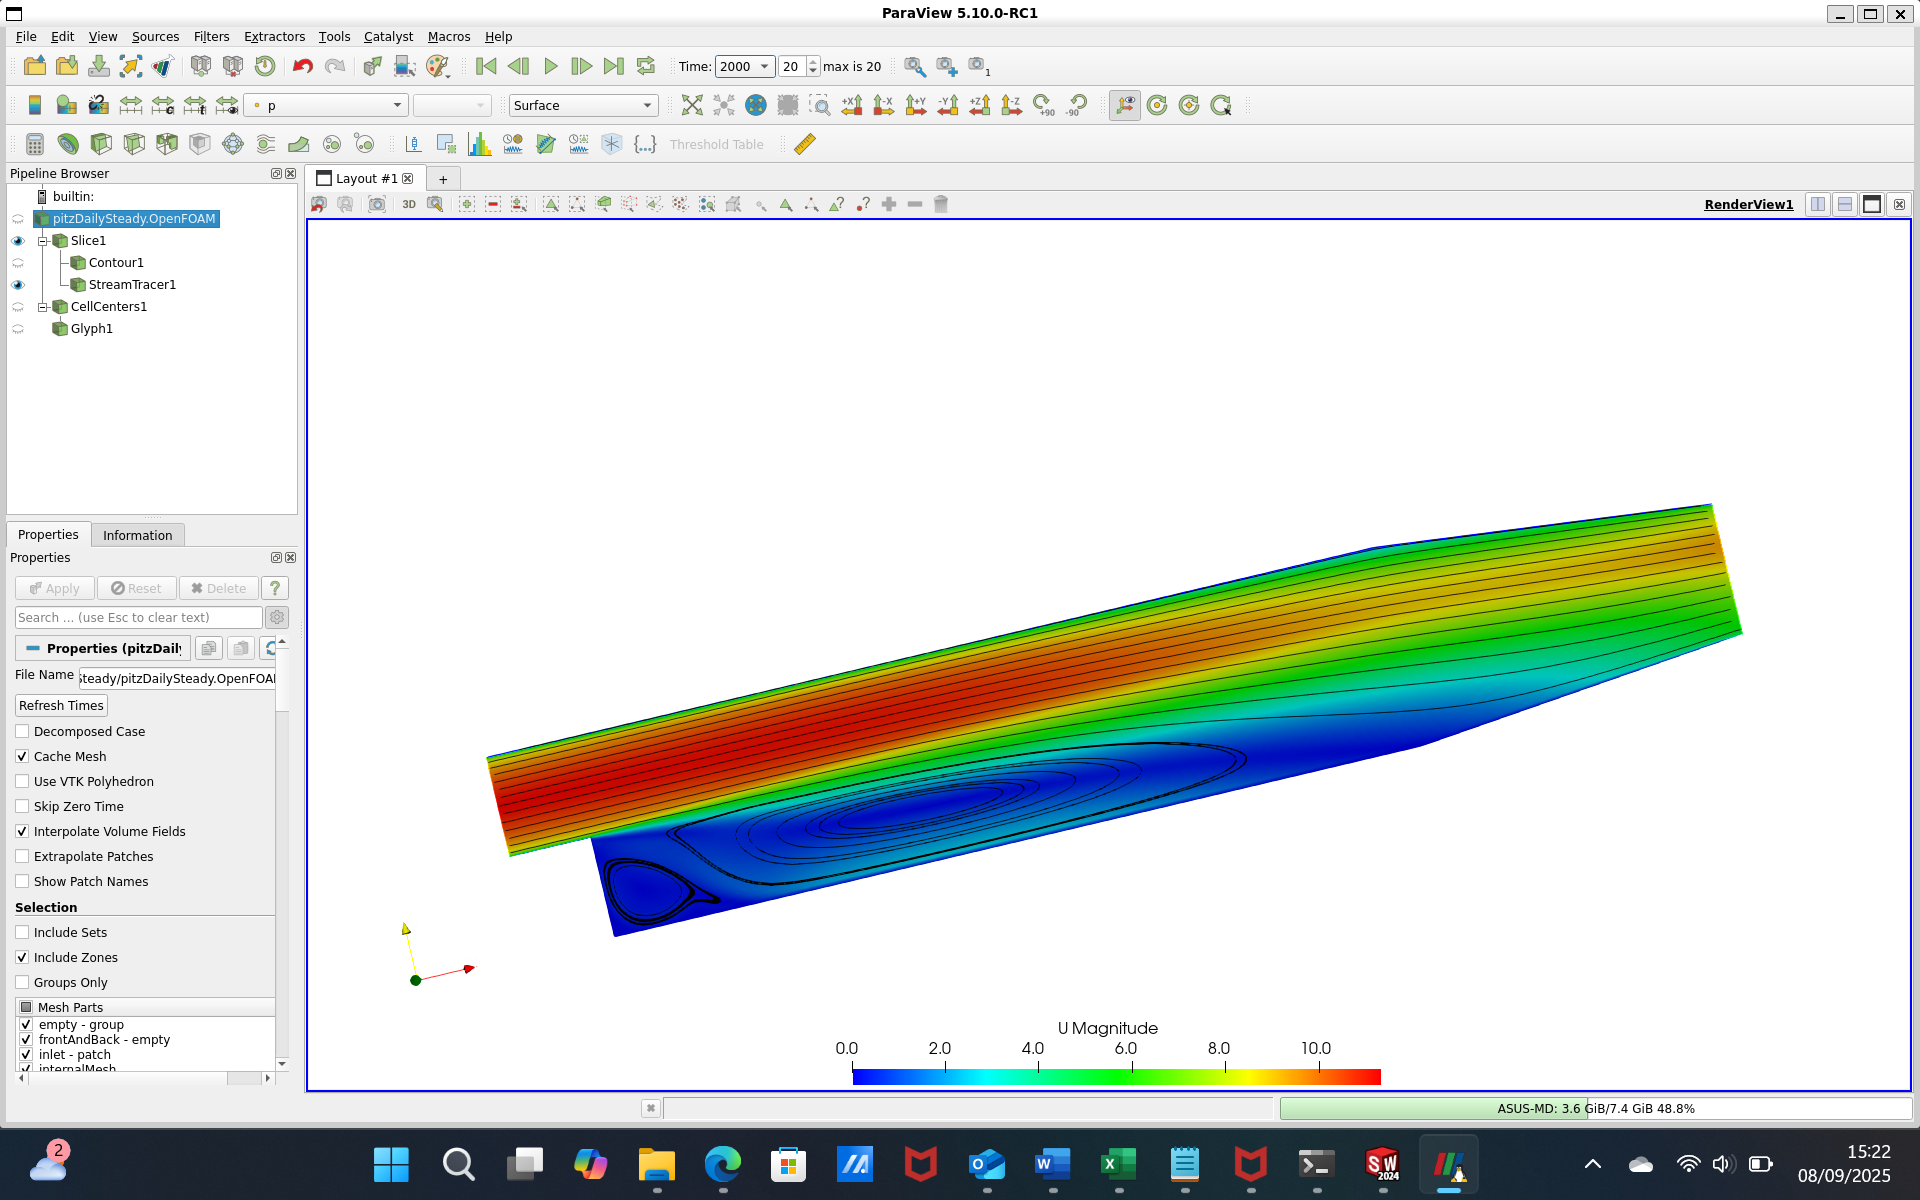 ParaView 5.10.0-RC1
File Edit View Sources Filters Extractors Tools Catalyst Macros Help
Time: 2000 20 max is 20
p Surface +X -X +Y -Y +Z -Z +90 -90
Threshold Table
Pipeline Browser
Layout #1 +
builtin:
3D
RenderView1
pitzDailySteady.OpenFOAM
Slice1
Contour1
StreamTracer1
CellCenters1
Glyph1
Properties Information
Properties
Apply Reset Delete ?
Search ... (use Esc to clear text)
Properties (pitzDaily
File Name Steady/pitzDailySteady.OpenFOAM
Refresh Times
Decomposed Case
Cache Mesh
Use VTK Polyhedron
Skip Zero Time
Interpolate Volume Fields
Extrapolate Patches
Show Patch Names
Selection
Include Sets
Include Zones
Groups Only
Mesh Parts
empty - group
frontAndBack - empty
inlet - patch
internalMesh
U Magnitude
0.0 2.0 4.0 6.0 8.0 10.0
ASUS-MD: 3.6 GiB/7.4 GiB 48.8%
2
SW
2024
15:22
08/09/2025